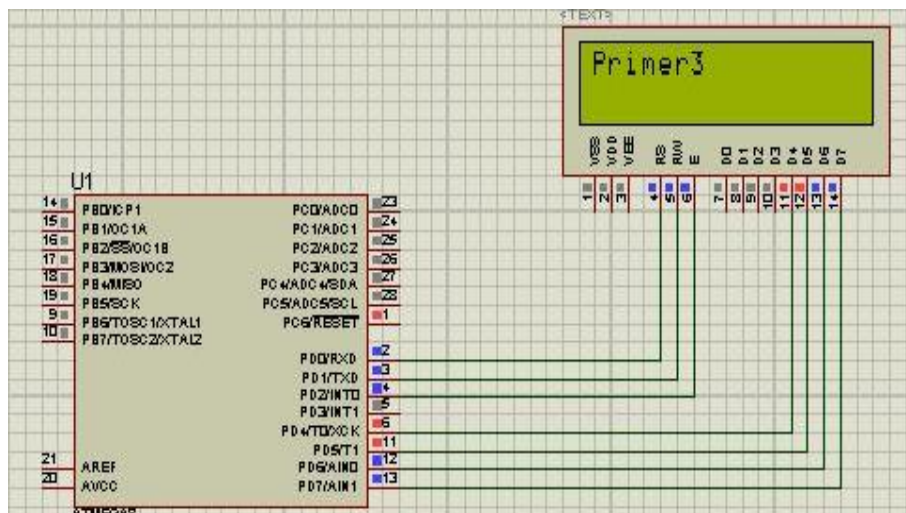 <TEXT>
Primer3
VSS VDD VEE RS RW E D0 D1 D2 D3 D4 D5 D6 D7
1 2 3 4 5 6 7 8 9 10 11 12 13 14
U1
14 PB0/ICP1 PC0/ADC0 23
15 PB1/OC1A PC1/ADC1 24
16 PB2/SS/OC1B PC2/ADC2 25
17 PB3/MOSI/OC2 PC3/ADC3 26
18 PB4/MISO PC4/ADC4/SDA 27
19 PB5/SCK PC5/ADC5/SCL 28
9 PB6/TOSC1/XTAL1 PC6/RESET 1
10 PB7/TOSC2/XTAL2
PD0/RXD 2
PD1/TXD 3
PD2/INT0 4
PD3/INT1 5
PD4/T0/XCK 6
PD5/T1 11
21 AREF PD6/AIN0 12
20 AVCC PD7/AIN1 13
ATMEGA8